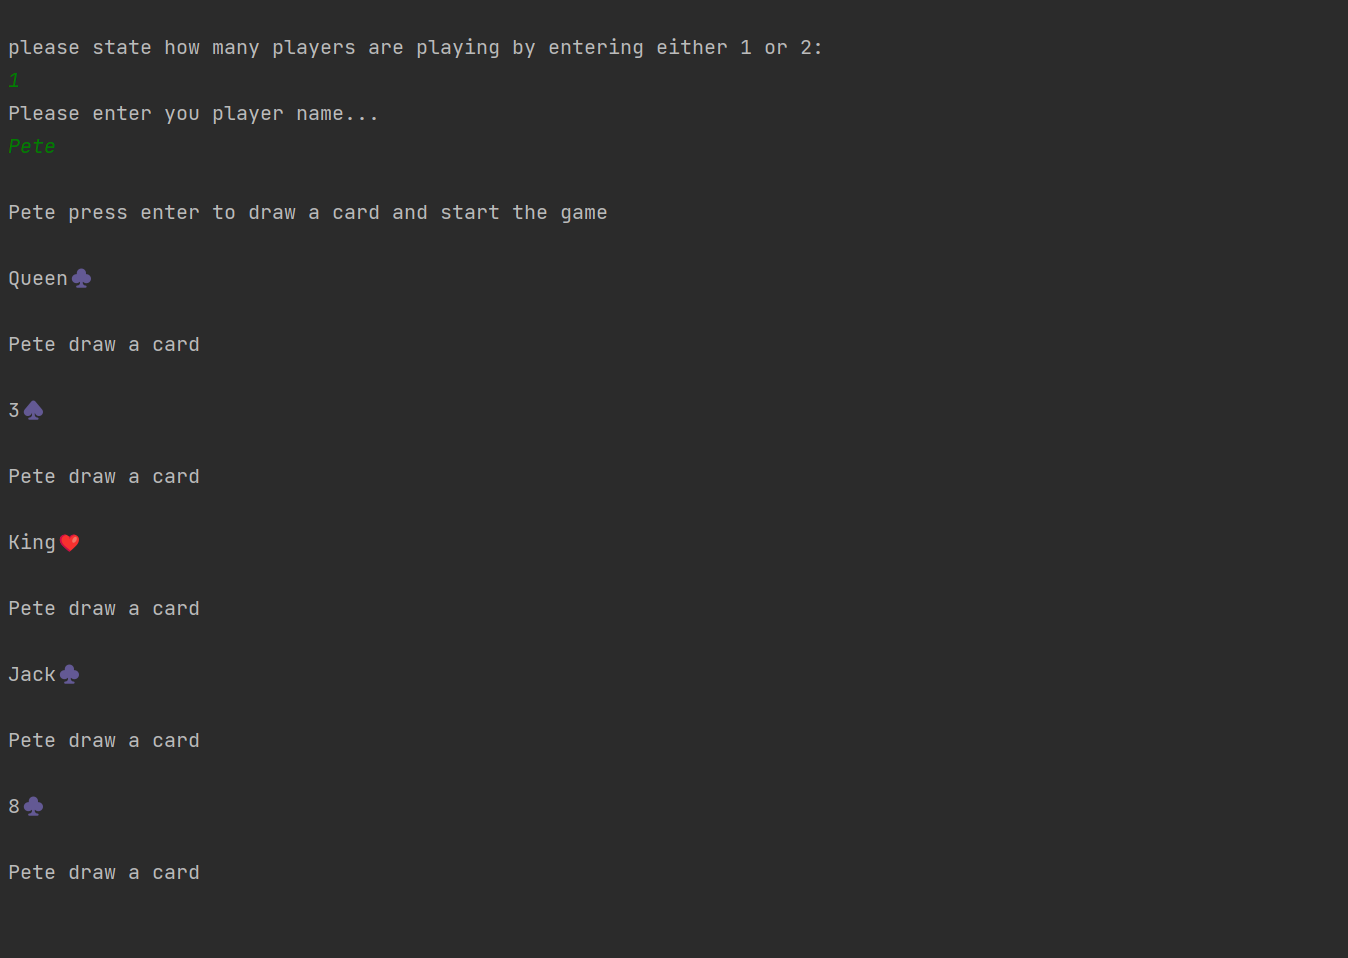 please state how many players are playing by entering either 1 or 2:
1
Please enter you player name...
Pete
Pete press enter to draw a card and start the game
Queen♣
Pete draw a card
3♠
Pete draw a card
King❤
Pete draw a card
Jack♣
Pete draw a card
8♣
Pete draw a card